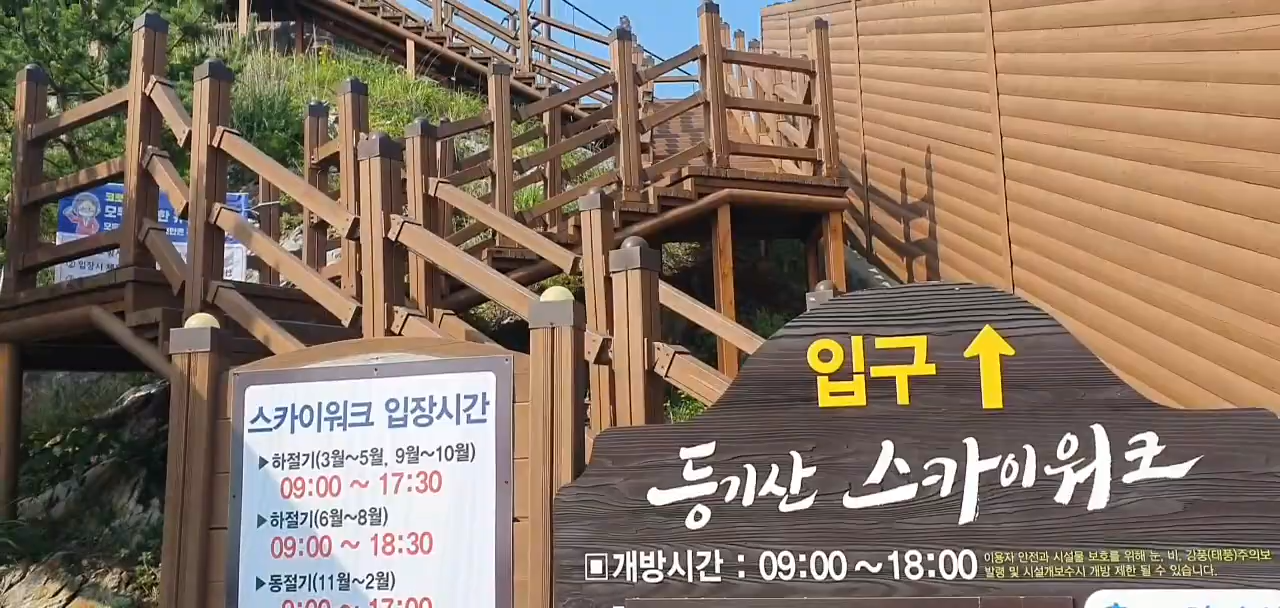 스카이워크 입장시간
▶하절기(3월~5월, 9월~10월)
09:00 ~ 17:30
▶하절기(6월~8월)
09:00 ~ 18:30
▶동절기(11월~2월)
9:00 ~ 17:00
입구 ↑
등기산 스카이워크
▣개방시간 : 09:00 ~ 18:00
이용자 안전과 시설물 보호를 위해 눈, 비, 강풍(태풍)주의보
발령 및 시설개보수시 개방 제한 될 수 있습니다.